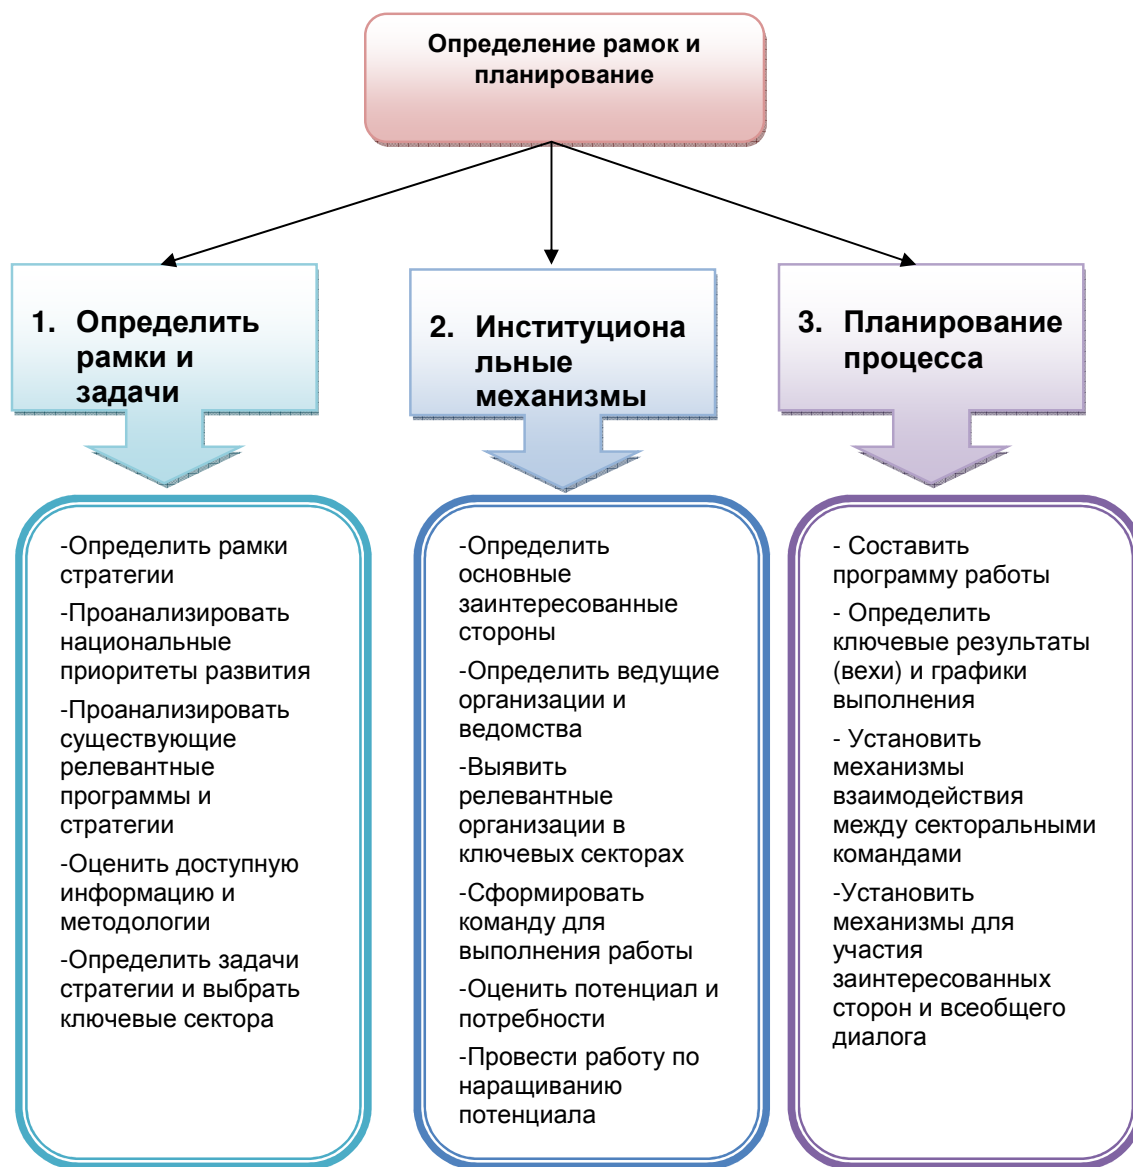 Определение рамок и
планирование
1. Определить
рамки и
задачи
2. Институциона
льные
механизмы
3. Планирование
процесса
-Определить рамки
стратегии
-Проанализировать
национальные
приоритеты развития
-Проанализировать
существующие
релевантные
программы и
стратегии
-Оценить доступную
информацию и
методологии
-Определить задачи
стратегии и выбрать
ключевые сектора
-Определить
основные
заинтересованные
стороны
-Определить ведущие
организации и
ведомства
-Выявить
релевантные
организации в
ключевых секторах
-Сформировать
команду для
выполнения работы
-Оценить потенциал и
потребности
-Провести работу по
наращиванию
потенциала
- Составить
программу работы
- Определить
ключевые результаты
(вехи) и графики
выполнения
- Установить
механизмы
взаимодействия
между секторальными
командами
-Установить
механизмы для
участия
заинтересованных
сторон и всеобщего
диалога